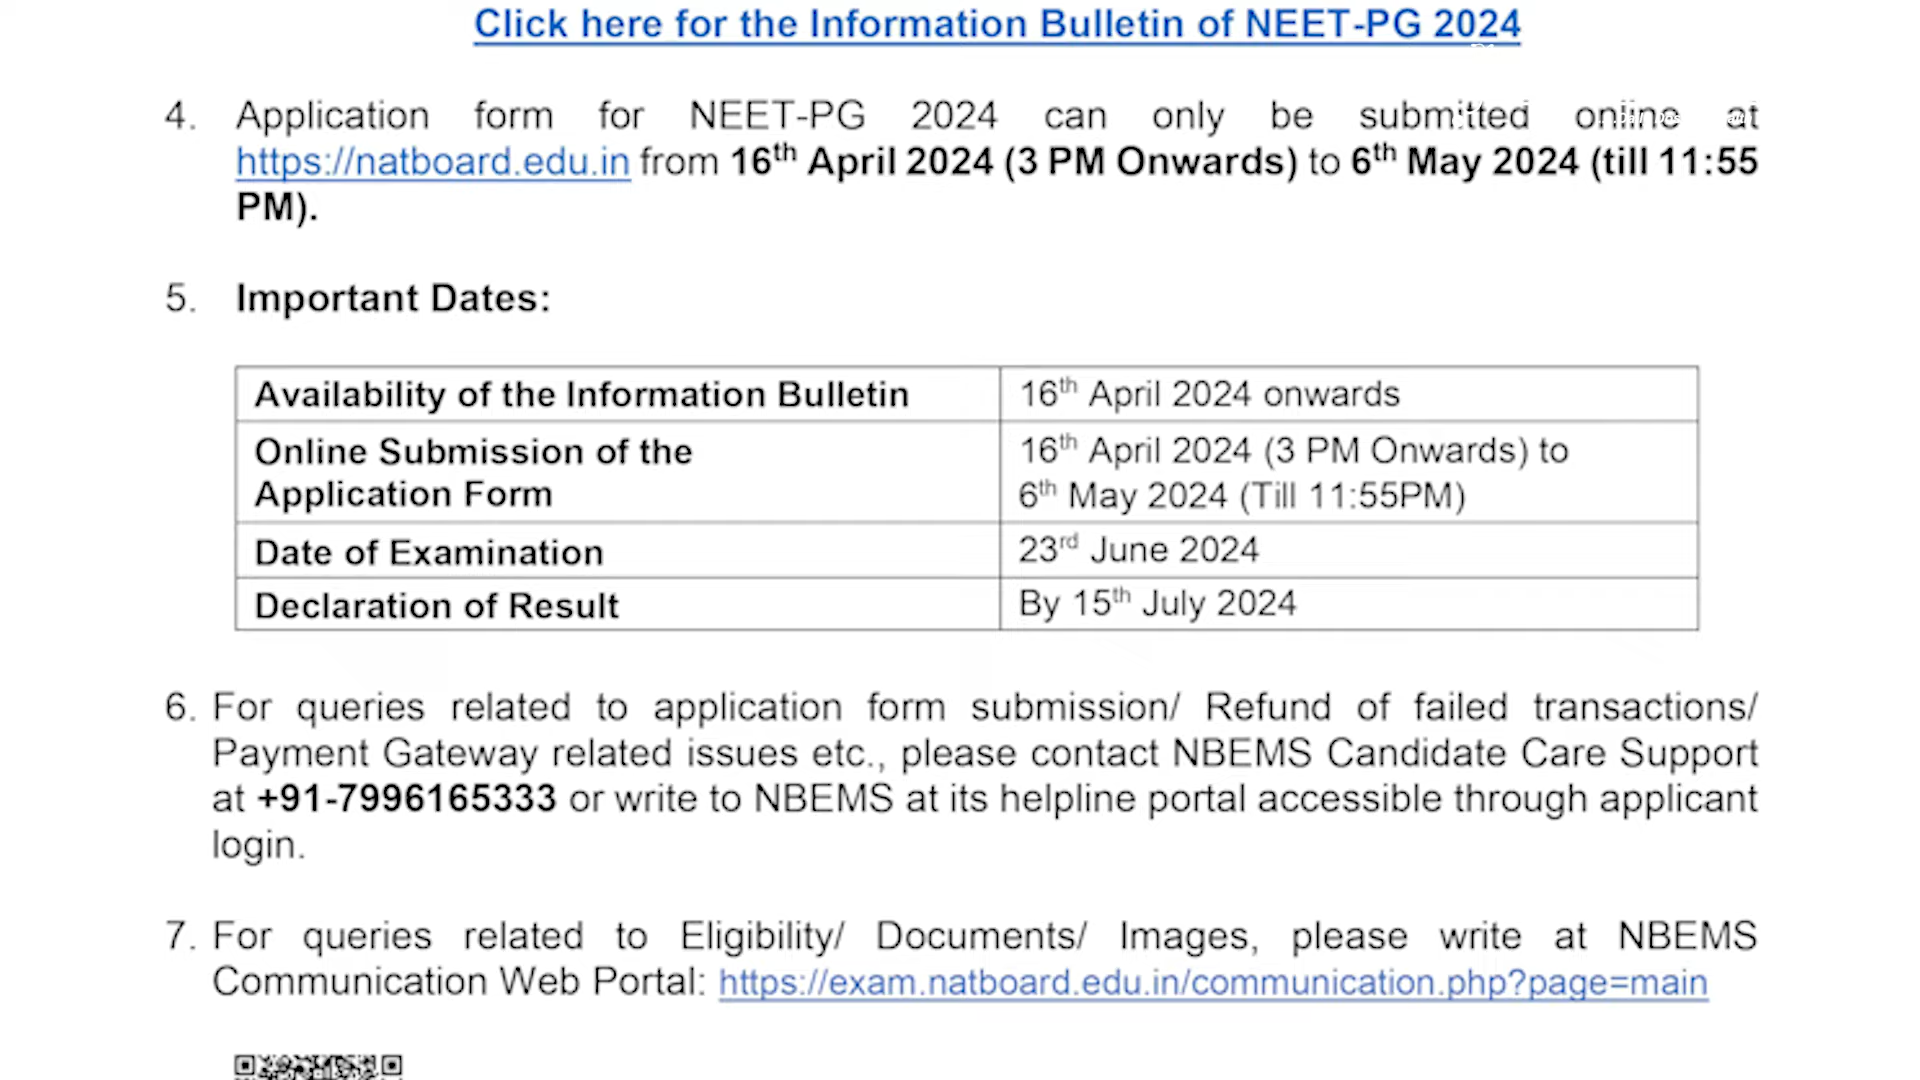 Click here for the Information Bulletin of NEET-PG 2024
4. Application form for NEET-PG 2024 can only be submitted online at
https://natboard.edu.in from 16th April 2024 (3 PM Onwards) to 6th May 2024 (till 11:55
PM).
5. Important Dates:
Availability of the Information Bulletin 16th April 2024 onwards
Online Submission of the 16th April 2024 (3 PM Onwards) to
Application Form 6th May 2024 (Till 11:55PM)
Date of Examination 23rd June 2024
Declaration of Result By 15th July 2024
6. For queries related to application form submission/ Refund of failed transactions/
Payment Gateway related issues etc., please contact NBEMS Candidate Care Support
at +91-7996165333 or write to NBEMS at its helpline portal accessible through applicant
login.
7. For queries related to Eligibility/ Documents/ Images, please write at NBEMS
Communication Web Portal: https://exam.natboard.edu.in/communication.php?page=main